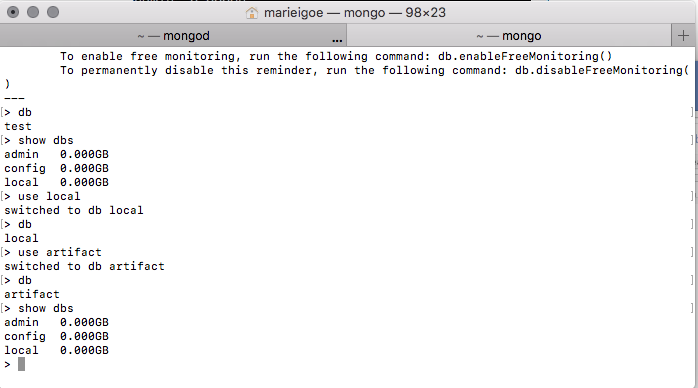 marieigoe — mongo — 98×23
~ — mongod ... ~ — mongo +
To enable free monitoring, run the following command: db.enableFreeMonitoring()
To permanently disable this reminder, run the following command: db.disableFreeMonitoring(
)
---
[> db ]
test
[> show dbs ]
admin   0.000GB
config  0.000GB
local   0.000GB
[> use local ]
switched to db local
[> db ]
local
[> use artifact ]
switched to db artifact
[> db ]
artifact
[> show dbs ]
admin   0.000GB
config  0.000GB
local   0.000GB
>